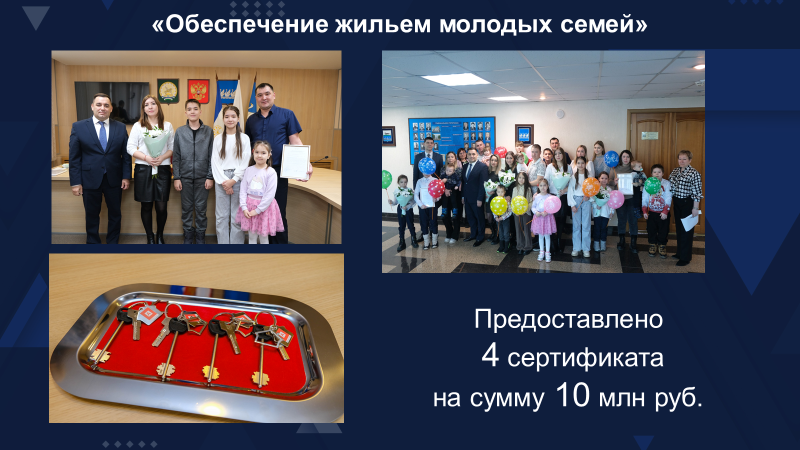 «Обеспечение жильем молодых семей»
Предоставлено
4 сертификата
на сумму 10 млн руб.